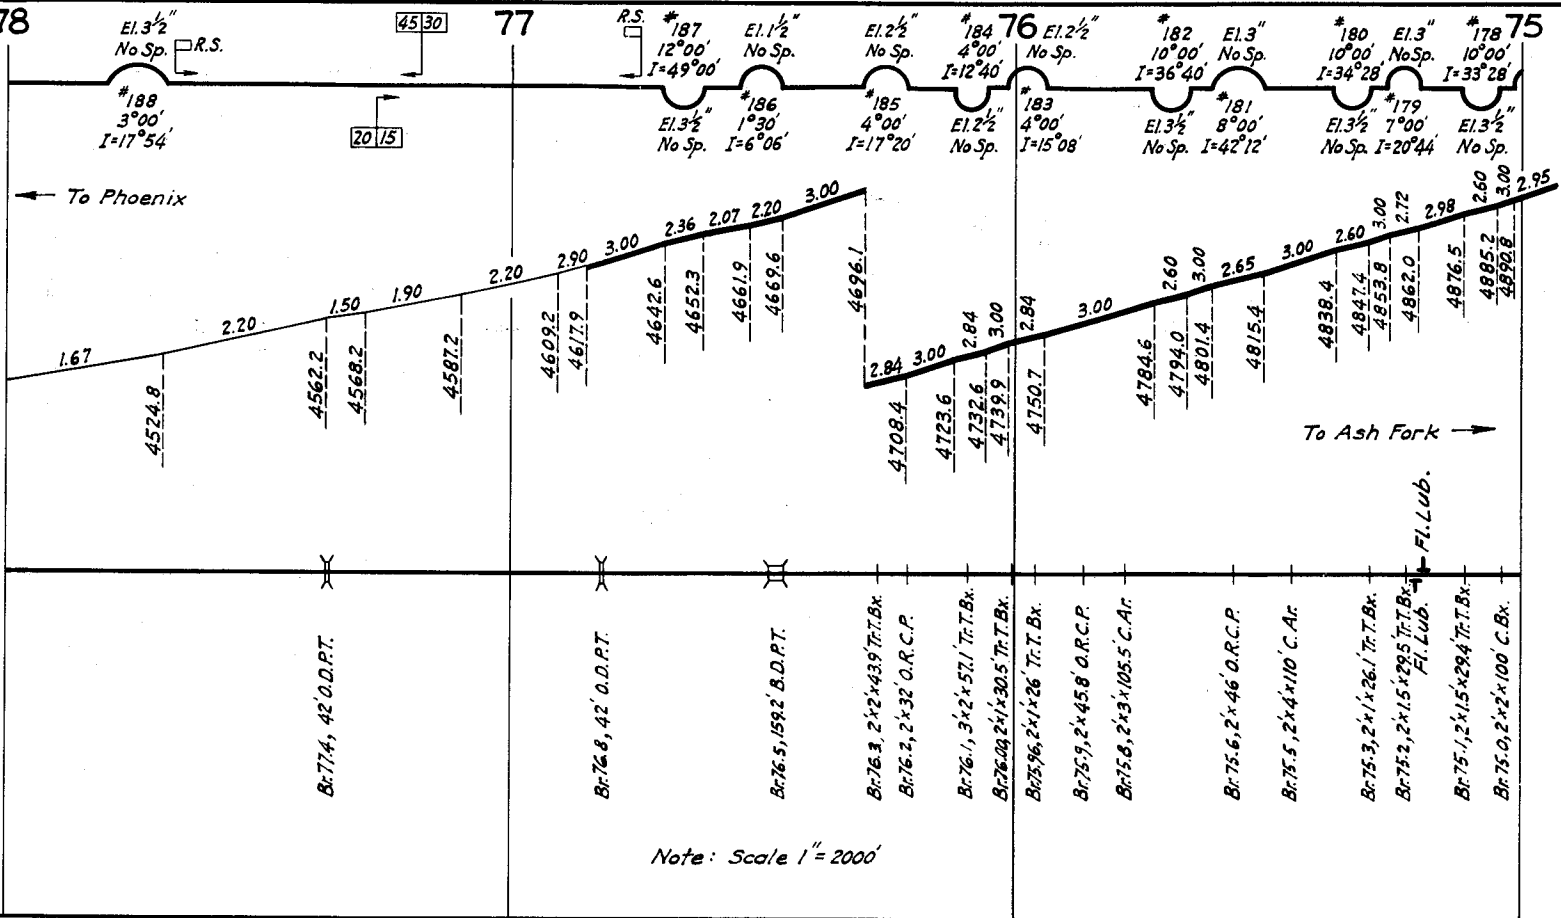 78
77
76
75
El.3½"
No Sp.
R.S.
#188
3°00'
I=17°54'
45 30
20 15
R.S.
#187
12°00'
I=49°00'
El.3½"
No Sp.
El.1½"
No Sp.
#186
1°30'
I=6°06'
El.2½"
No Sp.
#185
4°00'
I=17°20'
#184
4°00'
I=12°40'
El.2½"
No Sp.
El.2½"
No Sp.
#183
4°00'
I=15°08'
#182
10°00'
I=36°40'
El.3½"
No Sp.
El.3"
No Sp.
#181
8°00'
I=42°12'
#180
10°00'
I=34°28'
El.3½"
No Sp.
El.3"
No Sp.
#179
7°00'
I=20°44'
#178
10°00'
I=33°28'
El.3½"
No Sp.
To Phoenix
1.67
2.20
1.50
1.90
2.20
2.90
3.00
2.36
2.07
2.20
3.00
2.84
3.00
2.84
3.00
2.84
3.00
2.60
3.00
2.65
3.00
2.60
3.00
2.72
2.98
2.60
3.00
2.95
4524.8
4562.2
4568.2
4587.2
4609.2
4617.9
4642.6
4652.3
4661.9
4669.6
4696.1
4708.4
4723.6
4732.6
4739.9
4750.7
4784.6
4794.0
4801.4
4815.4
4838.4
4847.4
4853.8
4862.0
4876.5
4885.2
4890.8
To Ash Fork
Fl. Lub.
Fl. Lub.
Br.77.4, 42' O.D.P.T.
Br.76.8, 42' O.D.P.T.
Br.76.5, 159.2' B.D.P.T.
Br.76.3, 2'x2'x43.9' Tr.T.Bx.
Br.76.2, 2'x32' O.R.C.P.
Br.76.1, 3'x2'x57.1' Tr.T.Bx.
Br.76.00, 2'x1'x30.5' Tr.T.Bx.
Br.75.96, 2'x1'x26' Tr.T.Bx.
Br.75.9, 2'x45.8' O.R.C.P.
Br.75.8, 2'x3'x105.5' C.Ar.
Br.75.6, 2'x46' O.R.C.P.
Br.75.5, 2'x4'x110' C.Ar.
Br.75.3, 2'x1'x26.1' Tr.T.Bx.
Br.75.2, 2'x1.5'x29.5' Tr.T.Bx.
Br.75.1, 2'x1.5'x29.4' Tr.T.Bx.
Br.75.0, 2'x2'x100' C.Bx.
Note: Scale 1"=2000'